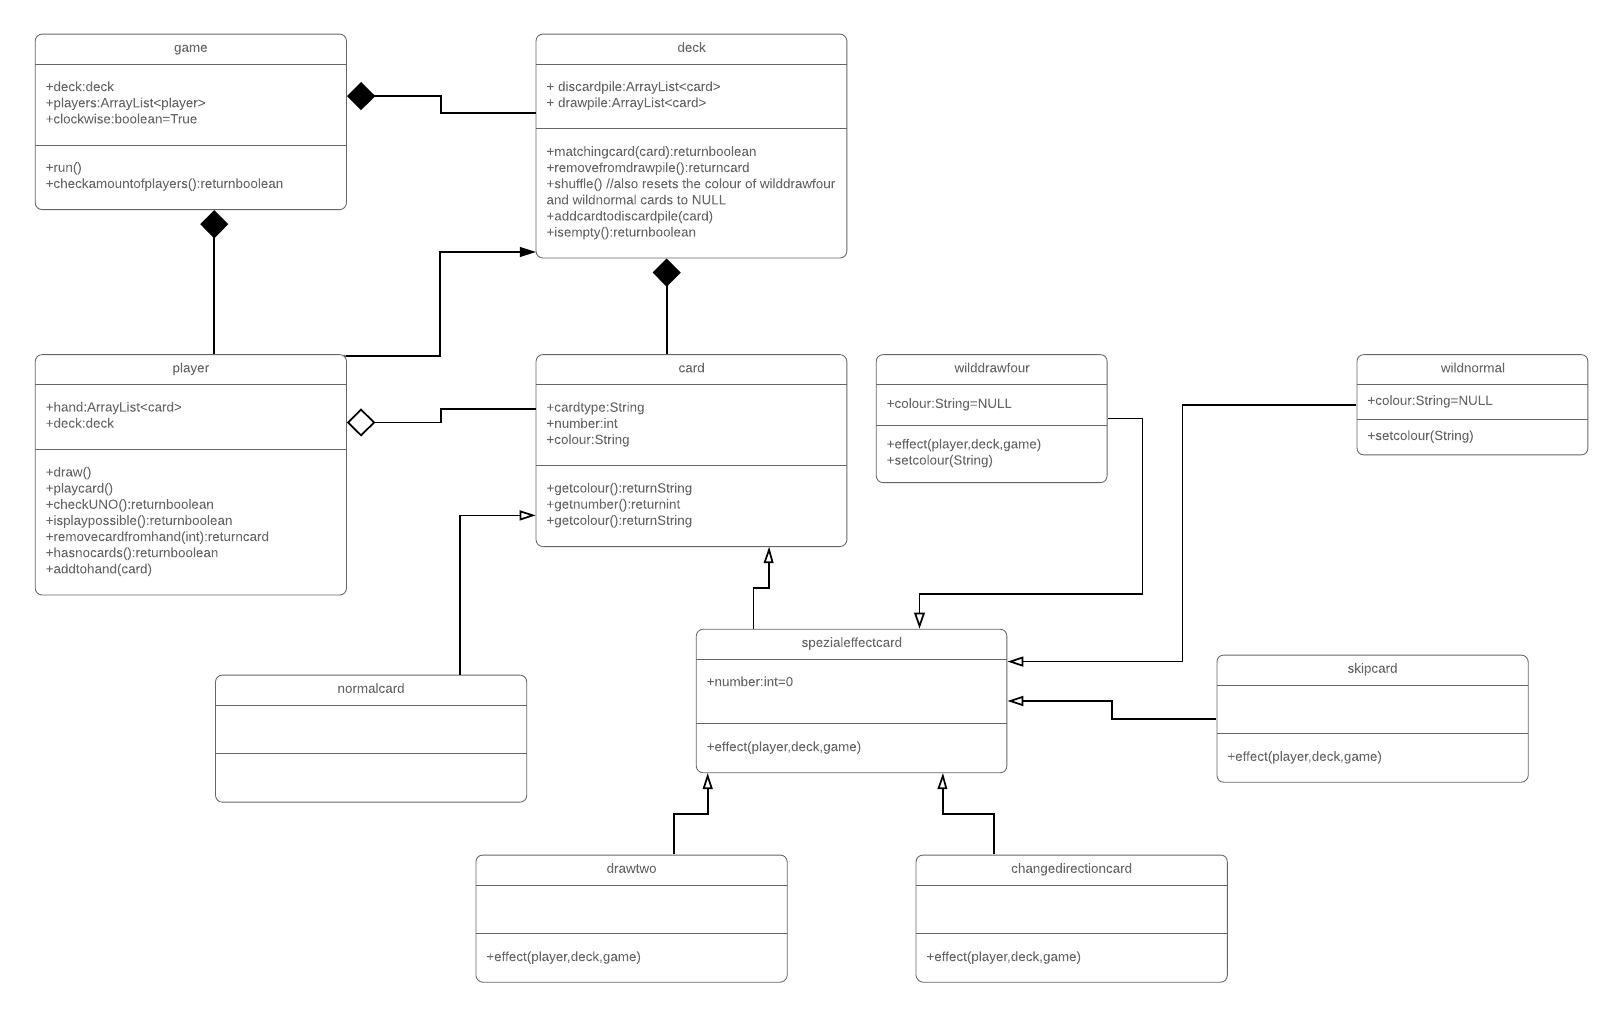 game
+deck:deck
+players:ArrayList<player>
+clockwise:boolean=True
+run()
+checkamountofplayers():returnboolean
deck
+ discardpile:ArrayList<card>
+ drawpile:ArrayList<card>
+matchingcard(card):returnboolean
+removefromdrawpile():returncard
+shuffle() //also resets the colour of wilddrawfour
and wildnormal cards to NULL
+addcardtodiscardpile(card)
+isempty():returnboolean
player
+hand:ArrayList<card>
+deck:deck
+draw()
+playcard()
+checkUNO():returnboolean
+isplaypossible():returnboolean
+removecardfromhand(int):returncard
+hasnocards():returnboolean
+addtohand(card)
card
+cardtype:String
+number:int
+colour:String
+getcolour():returnString
+getnumber():returnint
+getcolour():returnString
wilddrawfour
+colour:String=NULL
+effect(player,deck,game)
+setcolour(String)
wildnormal
+colour:String=NULL
+setcolour(String)
spezialeffectcard
+number:int=0
+effect(player,deck,game)
skipcard
+effect(player,deck,game)
normalcard
drawtwo
+effect(player,deck,game)
changedirectioncard
+effect(player,deck,game)